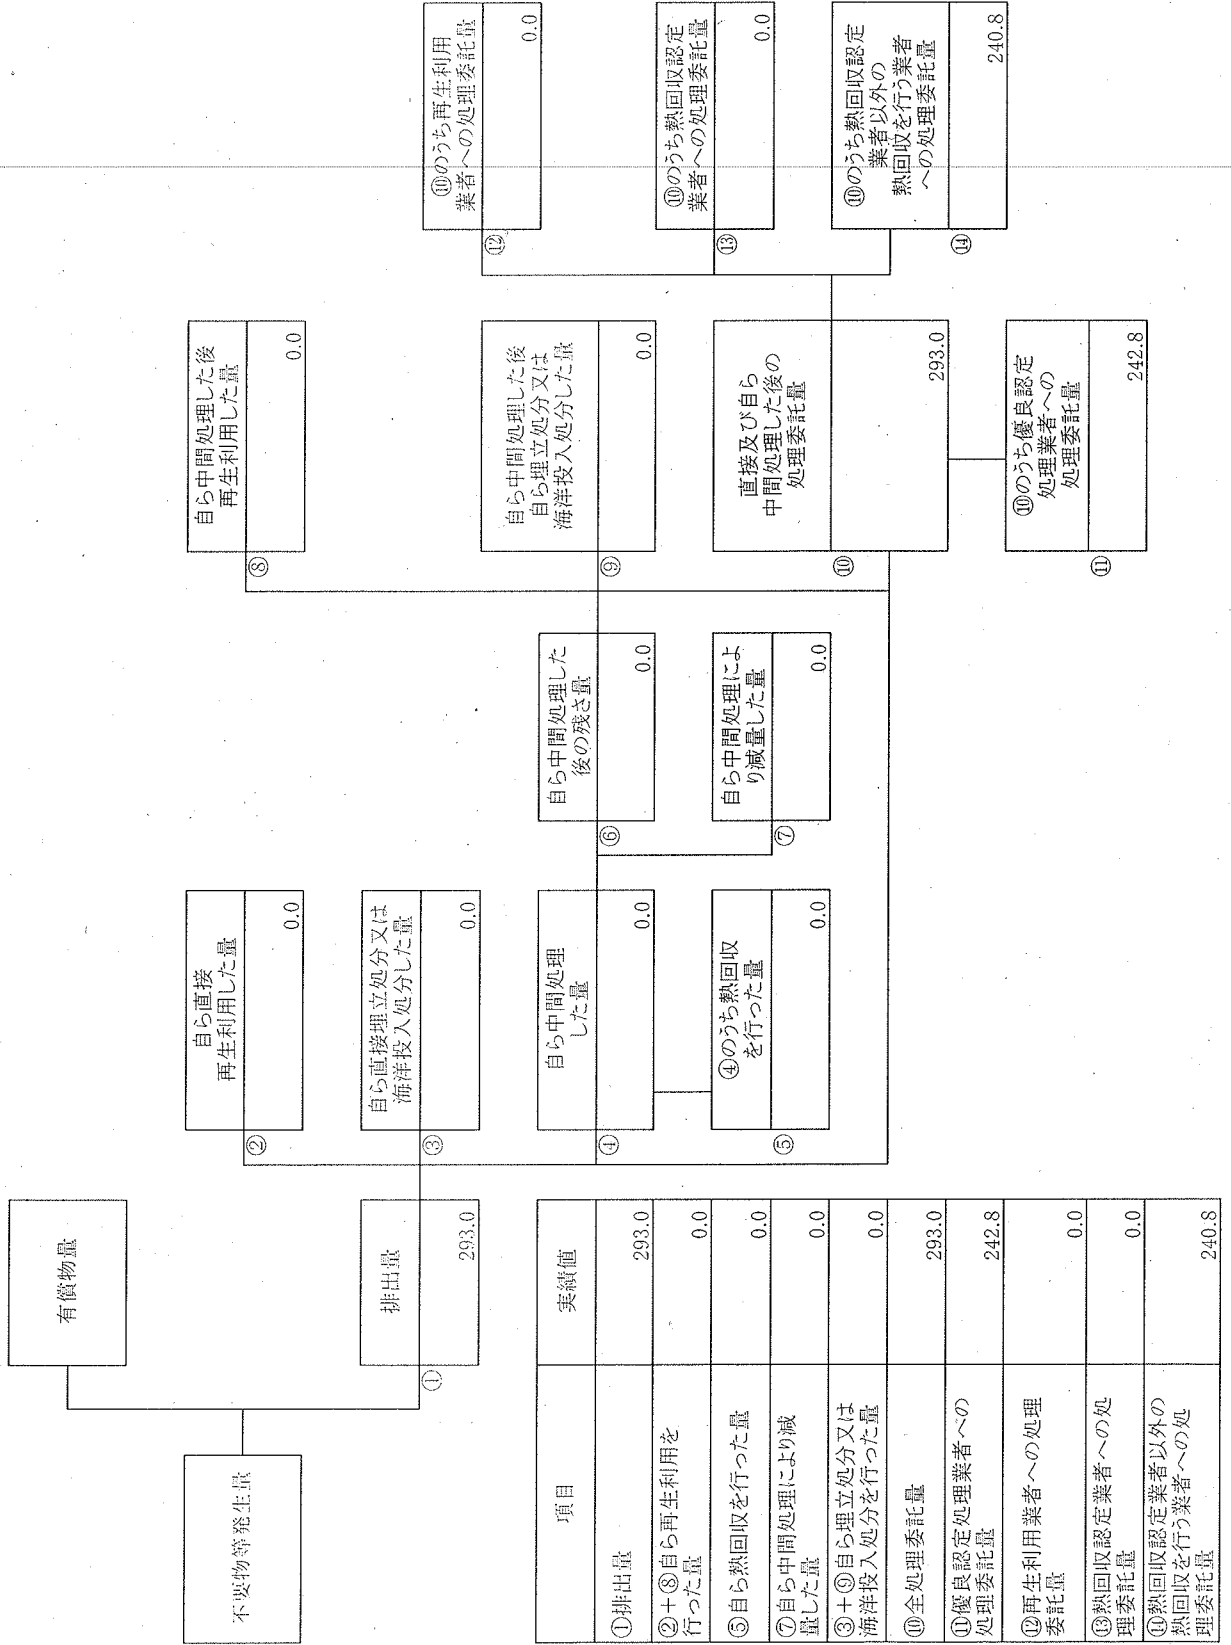 不要物等発生量
有償物量
①
排出量
293.0
②
自ら直接
再生利用した量
0.0
③
自ら直接埋立処分又は
海洋投入処分した量
0.0
④
自ら中間処理
した量
0.0
⑤
④のうち熱回収
を行った量
0.0
⑥
自ら中間処理した
後の残さ量
0.0
⑦
自ら中間処理によ
り減量した量
0.0
⑧
自ら中間処理した後
再生利用した量
0.0
⑨
自ら中間処理した後
自ら埋立処分又は
海洋投入処分した量
0.0
⑩
直接及び自ら
中間処理した後の
処理委託量
293.0
⑪
⑩のうち優良認定
処理業者への
処理委託量
242.8
⑫
⑩のうち再生利用
業者への処理委託量
0.0
⑬
⑩のうち熱回収認定
業者への処理委託量
0.0
⑭
⑩のうち熱回収認定
業者以外の
熱回収を行う業者
への処理委託量
240.8
項目 実績値
①排出量 293.0
②+⑧自ら再生利用を
行った量 0.0
⑤自ら熱回収を行った量 0.0
⑦自ら中間処理により減
量した量 0.0
③+⑨自ら埋立処分又は
海洋投入処分を行った量 0.0
⑩全処理委託量 293.0
⑪優良認定処理業者への
処理委託量 242.8
⑫再生利用業者への処理
委託量 0.0
⑬熱回収認定業者への処
理委託量 0.0
⑭熱回収認定業者以外の
熱回収を行う業者への処
理委託量 240.8